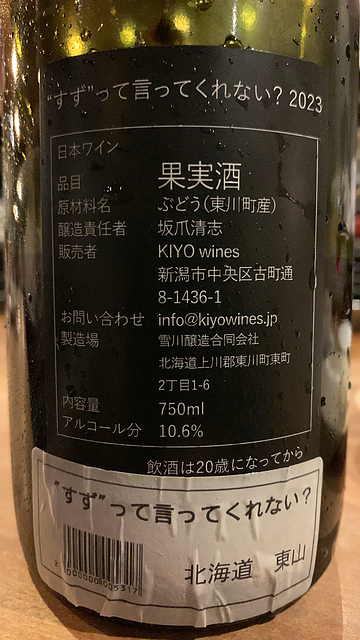 “すず”って言ってくれない？ 2023
日本ワイン
品目 果実酒
原材料名 ぶどう（東川町産）
醸造責任者 坂爪清志
販売者 KIYO wines
新潟市中央区古町通
8-1436-1
お問い合わせ info@kiyowines.jp
製造場 雪川醸造合同会社
北海道上川郡東川町東町
2丁目1-6
内容量 750ml
アルコール分 10.6%
飲酒は20歳になってから
“すず”って言ってくれない？
2 000000 005317
北海道 東山